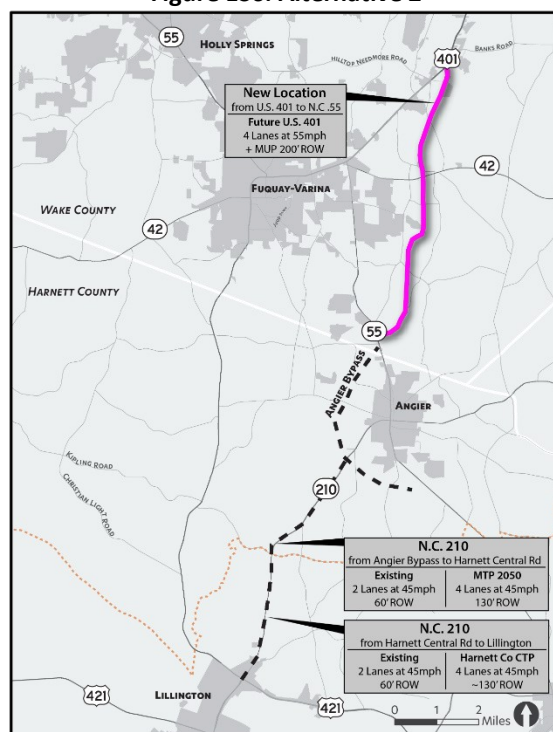 55
HOLLY SPRINGS
HILLTOP NEEDMORE ROAD
BANKS ROAD
401
New Location
from U.S. 401 to N.C .55
Future U.S. 401
4 Lanes at 55mph
+ MUP 200' ROW
42
FUQUAY-VARINA
WAKE COUNTY
42
HARNETT COUNTY
55
ANGIER BYPASS
ANGIER
KIPLING ROAD
CHRISTIAN LIGHT ROAD
210
N.C. 210
from Angier Bypass to Harnett Central Rd
Existing MTP 2050
2 Lanes at 45mph 4 Lanes at 45mph
60' ROW 130' ROW
N.C. 210
from Harnett Central Rd to Lillington
Existing Harnett Co CTP
2 Lanes at 45mph 4 Lanes at 45mph
60' ROW ~130' ROW
421
LILLINGTON
421
0 1 2
Miles